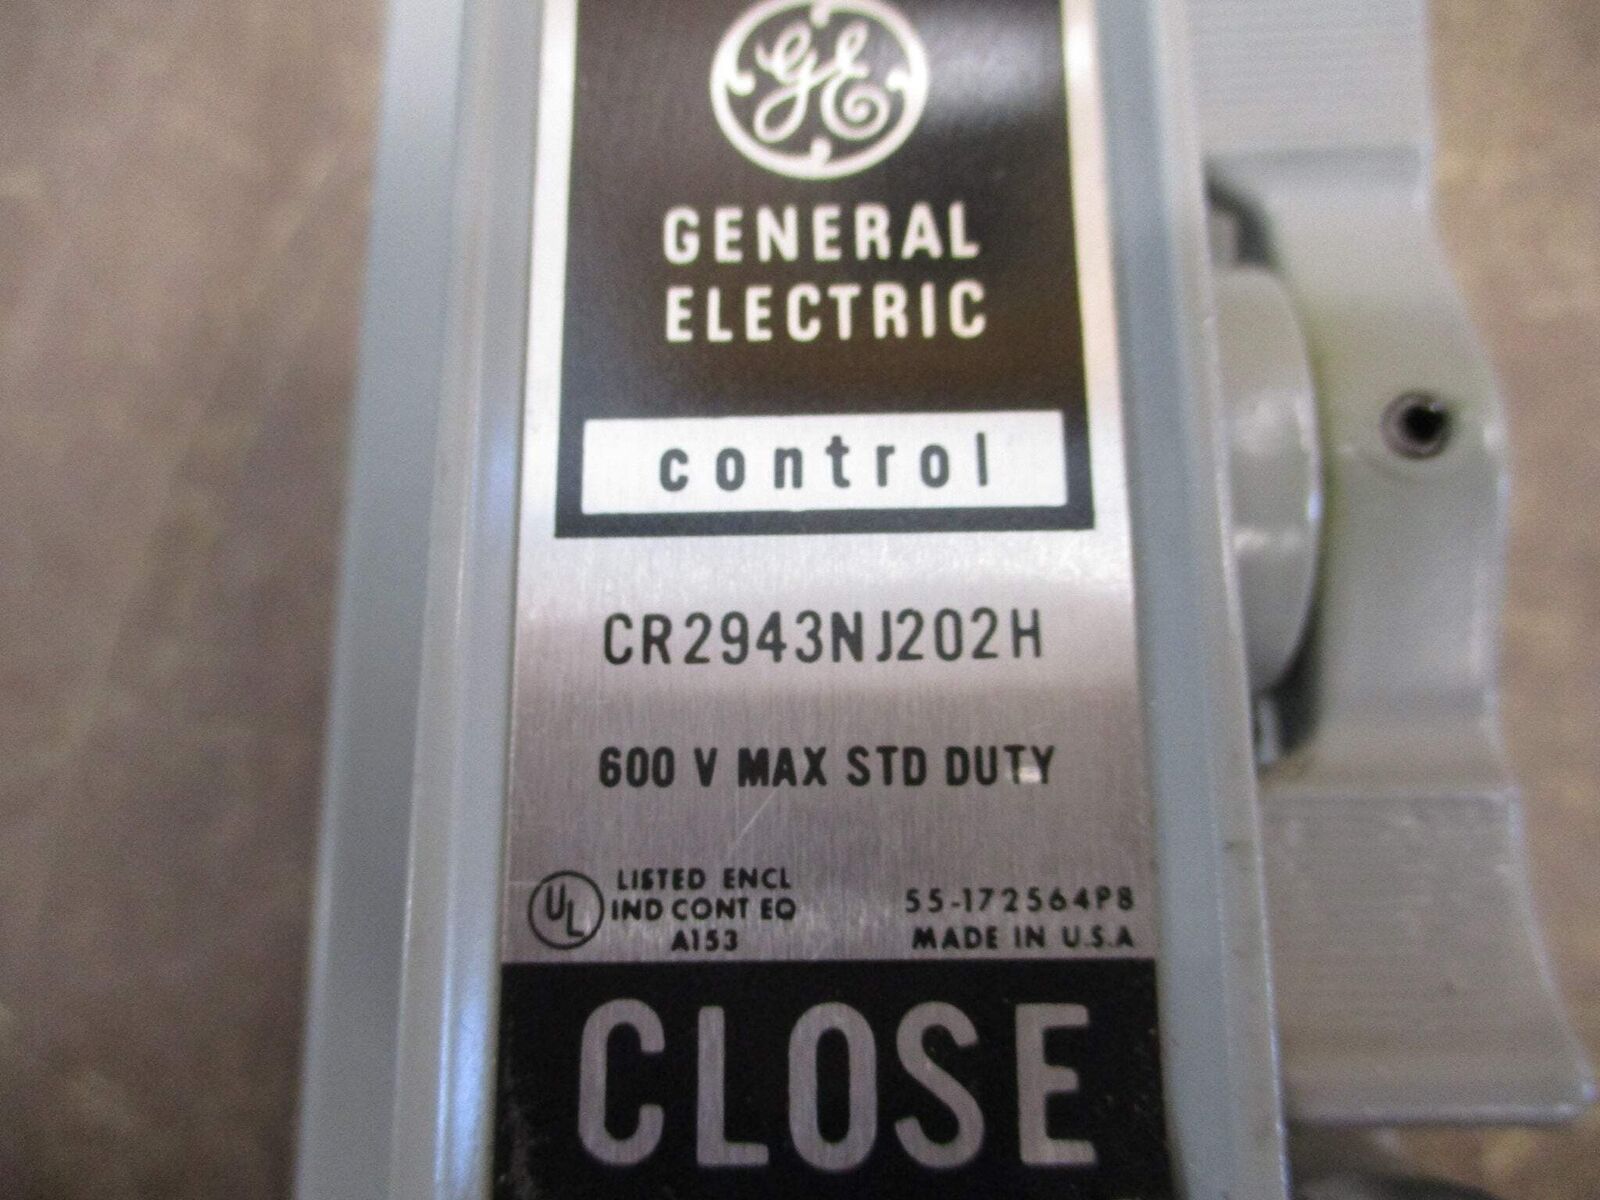 GE
GENERAL
ELECTRIC
control
CR2943NJ202H
600 V MAX STD DUTY
UL
LISTED ENCL
IND CONT EQ
A153
55-172564P8
MADE IN U.S.A
CLOSE